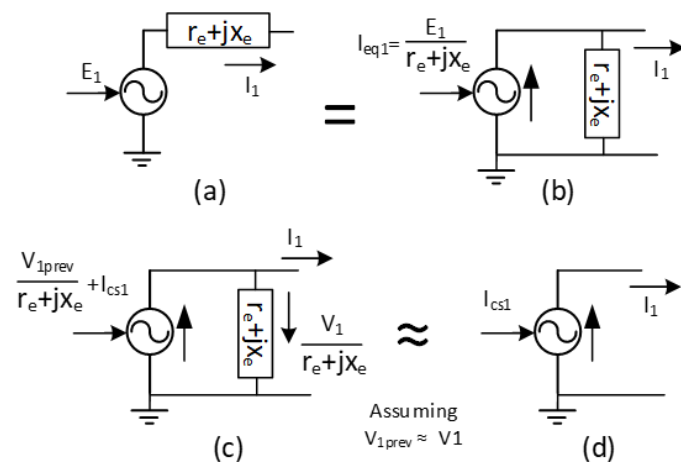 r_e+jx_e
E_1
I_1
(a)
=
I_eq1= E_1
r_e+jx_e
r_e+jx_e
I_1
(b)
V_1prev
r_e+jx_e +I_cs1
I_1
r_e+jx_e
V_1
r_e+jx_e
(c)
≈
Assuming
V_1prev ≈ V1
I_cs1
I_1
(d)